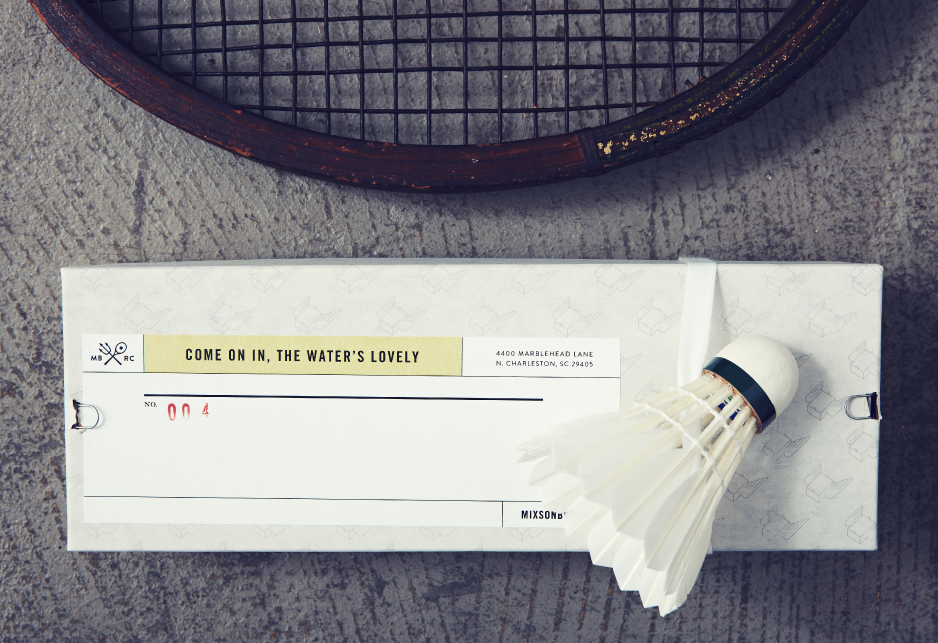 MB RC
COME ON IN, THE WATER'S LOVELY
4400 MARBLEHEAD LANE
N. CHARLESTON, SC 29405
NO. 004